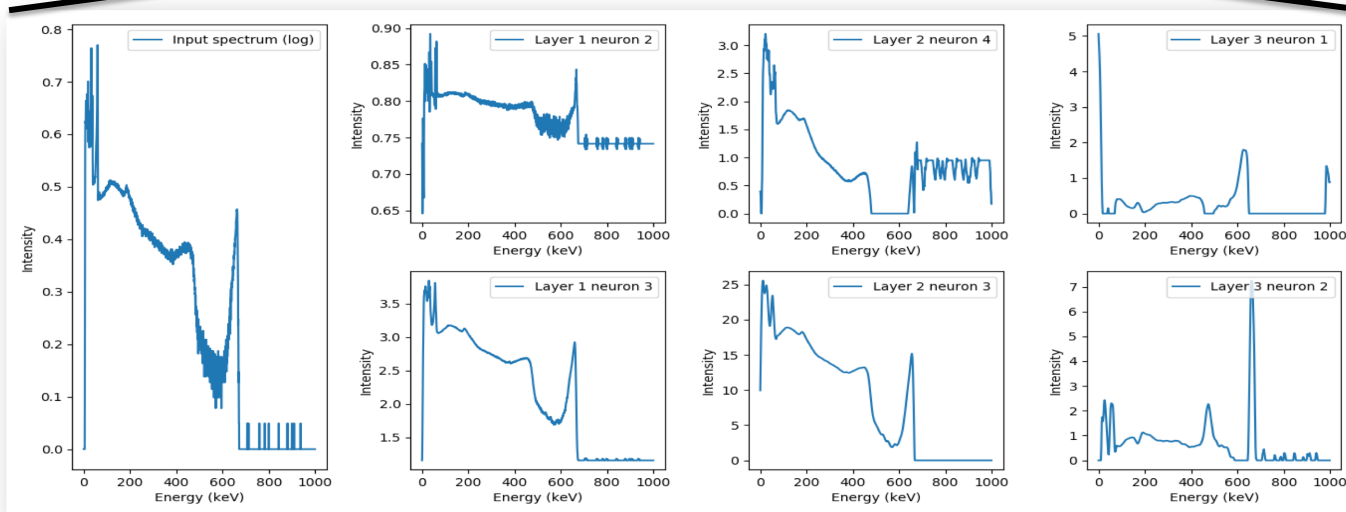 Input spectrum (log)
Intensity
0.8
0.7
0.6
0.5
0.4
0.3
0.2
0.1
0.0
0 200 400 600 800 1000
Energy (keV)
Layer 1 neuron 2
Intensity
0.90
0.85
0.80
0.75
0.70
0.65
0 200 400 600 800 1000
Energy (keV)
Layer 2 neuron 4
Intensity
3.0
2.5
2.0
1.5
1.0
0.5
0.0
0 200 400 600 800 1000
Energy (keV)
Layer 3 neuron 1
Intensity
5
4
3
2
1
0
0 200 400 600 800 1000
Energy (keV)
Layer 1 neuron 3
Intensity
3.5
3.0
2.5
2.0
1.5
0 200 400 600 800 1000
Energy (keV)
Layer 2 neuron 3
Intensity
25
20
15
10
5
0
0 200 400 600 800 1000
Energy (keV)
Layer 3 neuron 2
Intensity
7
6
5
4
3
2
1
0
0 200 400 600 800 1000
Energy (keV)